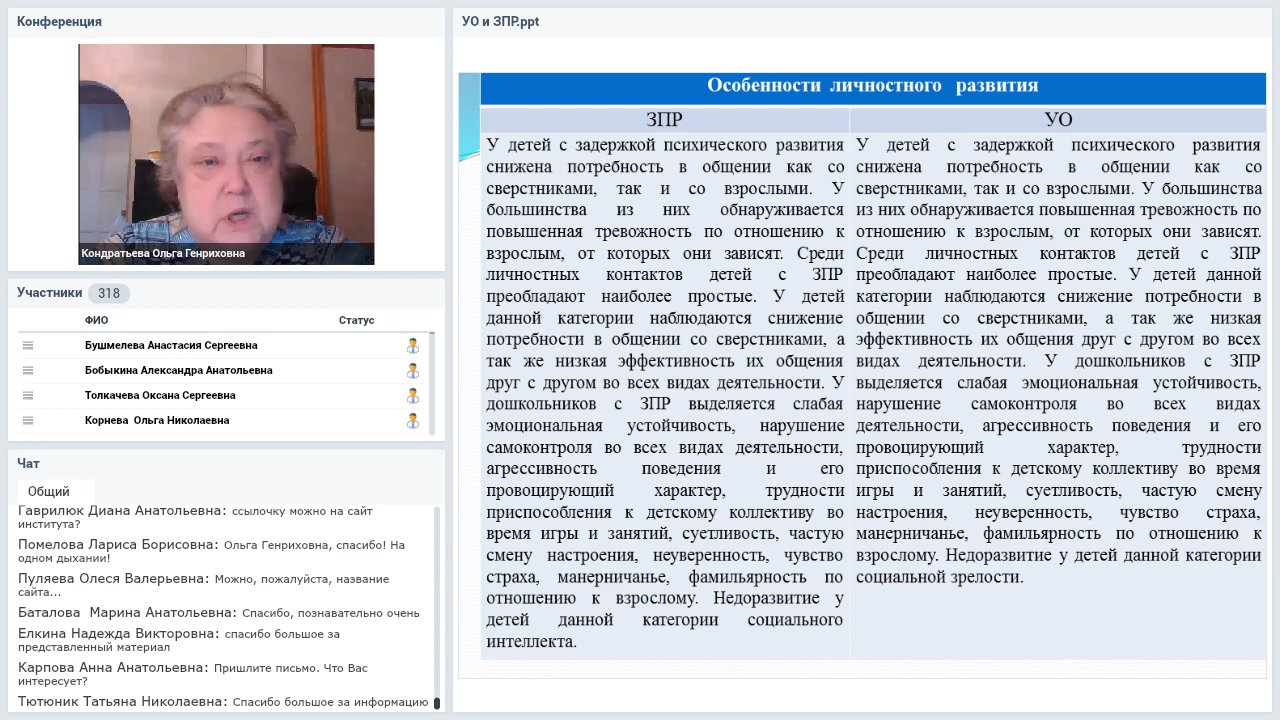 Конференция
Кондратьева Ольга Генриховна
Участники 318
ФИО Статус
Бушмелева Анастасия Сергеевна
Бобыкина Александра Анатольевна
Толкачева Оксана Сергеевна
Корнева Ольга Николаевна
Чат
Общий
Гаврилюк Диана Анатольевна: ссылочку можно на сайт
института?
Помелова Лариса Борисовна: Ольга Генриховна, спасибо! На
одном дыхании!
Пуляева Олеся Валерьевна: Можно, пожалуйста, название
сайта...
Баталова Марина Анатольевна: Спасибо, познавательно очень
Елкина Надежда Викторовна: спасибо большое за
представленный материал
Карпова Анна Анатольевна: Пришлите письмо. Что Вас
интересует?
Тютюник Татьяна Николаевна: Спасибо большое за информацию
УО и ЗПР.ppt
Особенности личностного развития
ЗПР
У детей с задержкой психического развития
снижена потребность в общении как со
сверстниками, так и со взрослыми. У
большинства из них обнаруживается
повышенная тревожность по отношению к
взрослым, от которых они зависят. Среди
личностных контактов детей с ЗПР
преобладают наиболее простые. У детей
данной категории наблюдаются снижение
потребности в общении со сверстниками, а
так же низкая эффективность их общения
друг с другом во всех видах деятельности. У
дошкольников с ЗПР выделяется слабая
эмоциональная устойчивость, нарушение
самоконтроля во всех видах деятельности,
агрессивность поведения и его
провоцирующий характер, трудности
приспособления к детскому коллективу во
время игры и занятий, суетливость, частую
смену настроения, неуверенность, чувство
страха, манерничанье, фамильярность по
отношению к взрослому. Недоразвитие у
детей данной категории социального
интеллекта.
УО
У детей с задержкой психического развития
снижена потребность в общении как со
сверстниками, так и со взрослыми. У большинства
из них обнаруживается повышенная тревожность по
отношению к взрослым, от которых они зависят.
Среди личностных контактов детей с ЗПР
преобладают наиболее простые. У детей данной
категории наблюдаются снижение потребности в
общении со сверстниками, а так же низкая
эффективность их общения друг с другом во всех
видах деятельности. У дошкольников с ЗПР
выделяется слабая эмоциональная устойчивость,
нарушение самоконтроля во всех видах
деятельности, агрессивность поведения и его
провоцирующий характер, трудности
приспособления к детскому коллективу во время
игры и занятий, суетливость, частую смену
настроения, неуверенность, чувство страха,
манерничанье, фамильярность по отношению к
взрослому. Недоразвитие у детей данной категории
социальной зрелости.